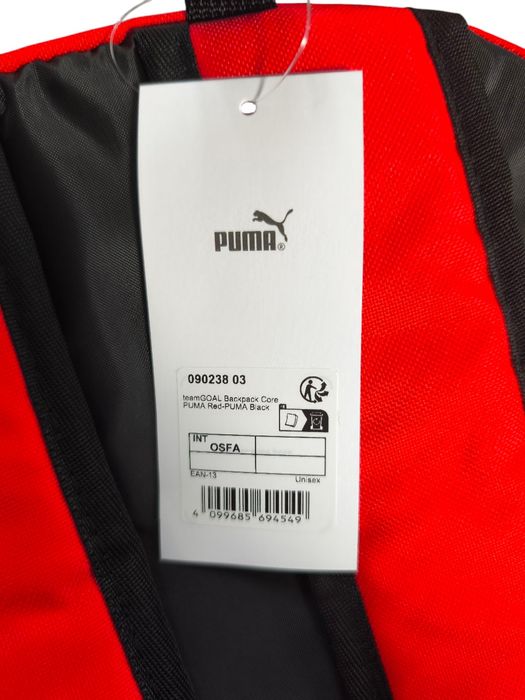 PUMA®
090238 03
teamGOAL Backpack Core
PUMA Red-PUMA Black
INT
OSFA
EAN-13
Unisex
4 099685 694549